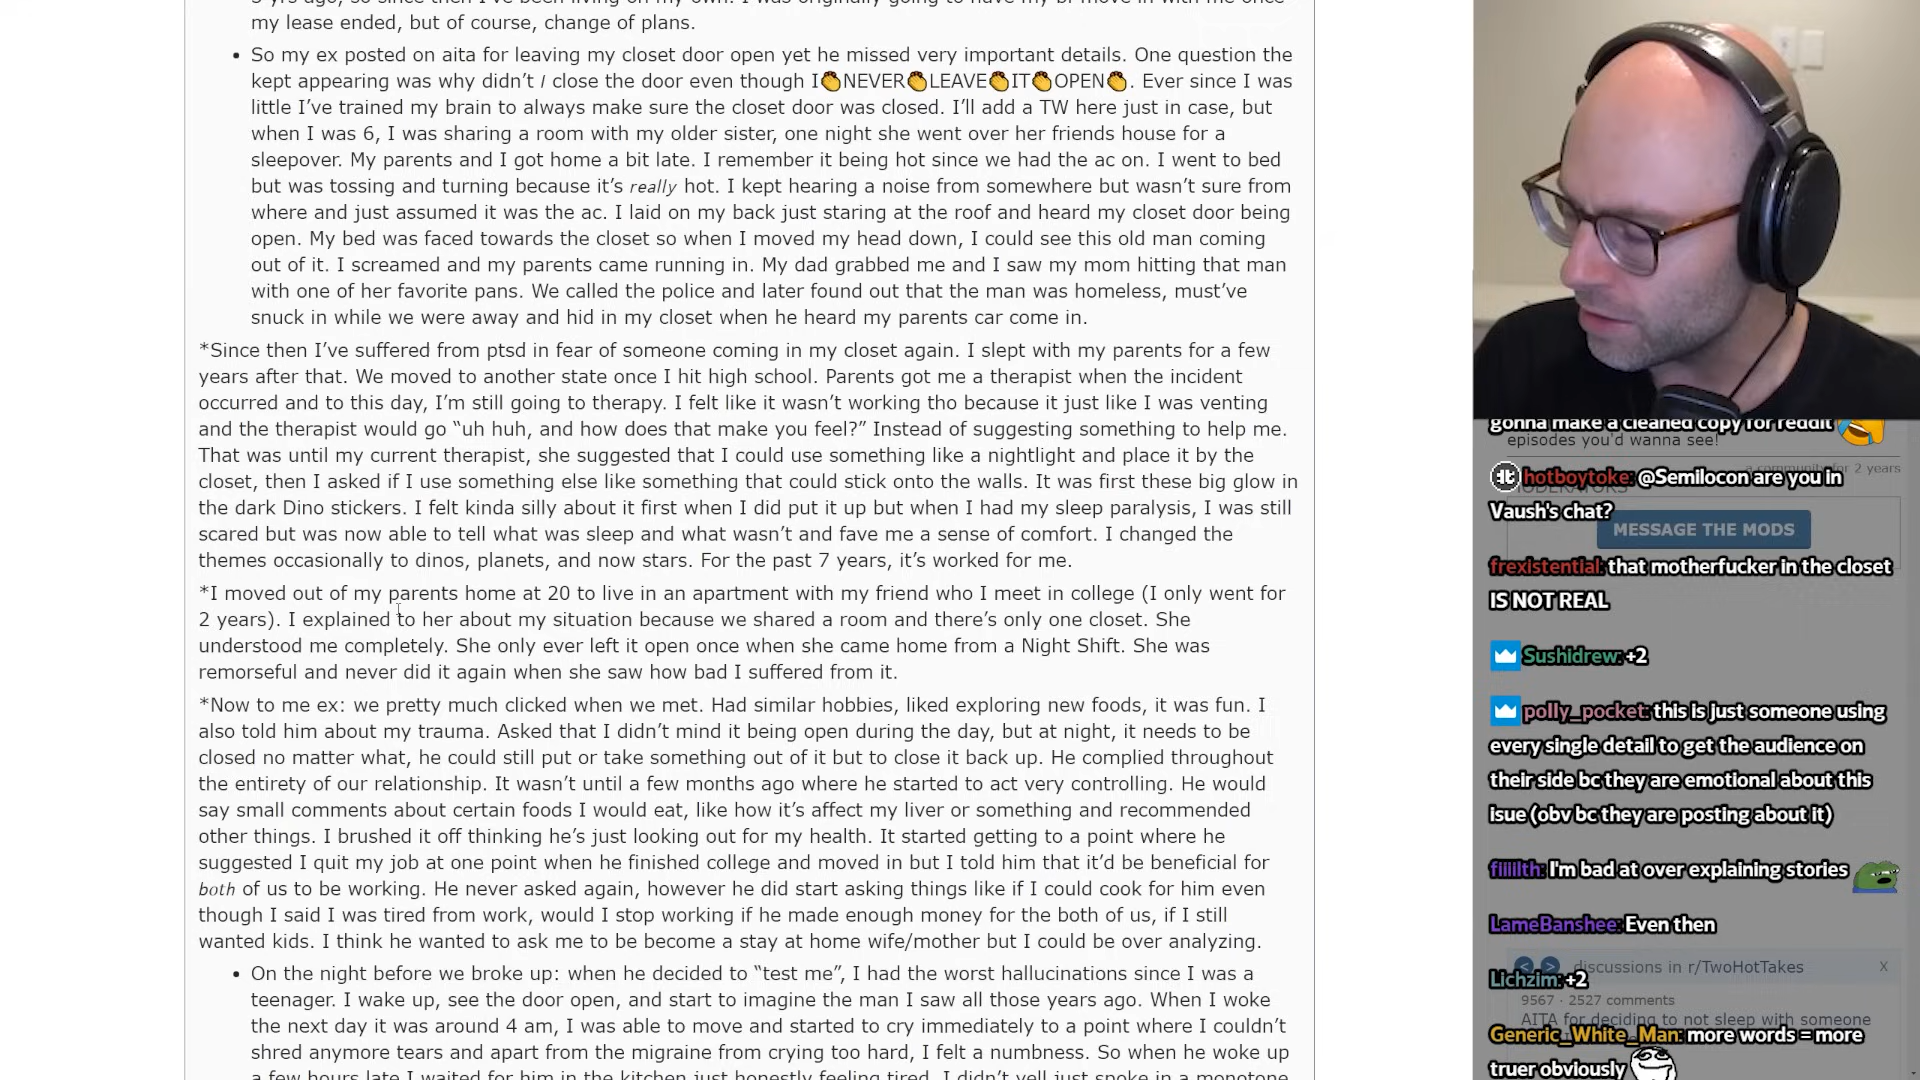 my lease ended, but of course, change of plans.
So my ex posted on aita for leaving my closet door open yet he missed very important details. One question the
kept appearing was why didn’t I close the door even though I👏NEVER👏LEAVE👏IT👏OPEN👏. Ever since I was
little I’ve trained my brain to always make sure the closet door was closed. I’ll add a TW here just in case, but
when I was 6, I was sharing a room with my older sister, one night she went over her friends house for a
sleepover. My parents and I got home a bit late. I remember it being hot since we had the ac on. I went to bed
but was tossing and turning because it’s really hot. I kept hearing a noise from somewhere but wasn’t sure from
where and just assumed it was the ac. I laid on my back just staring at the roof and heard my closet door being
open. My bed was faced towards the closet so when I moved my head down, I could see this old man coming
out of it. I screamed and my parents came running in. My dad grabbed me and I saw my mom hitting that man
with one of her favorite pans. We called the police and later found out that the man was homeless, must’ve
snuck in while we were away and hid in my closet when he heard my parents car come in.
*Since then I’ve suffered from ptsd in fear of someone coming in my closet again. I slept with my parents for a few
years after that. We moved to another state once I hit high school. Parents got me a therapist when the incident
occurred and to this day, I’m still going to therapy. I felt like it wasn’t working tho because it just like I was venting
and the therapist would go “uh huh, and how does that make you feel?” Instead of suggesting something to help me.
That was until my current therapist, she suggested that I could use something like a nightlight and place it by the
closet, then I asked if I use something else like something that could stick onto the walls. It was first these big glow in
the dark Dino stickers. I felt kinda silly about it first when I did put it up but when I had my sleep paralysis, I was still
scared but was now able to tell what was sleep and what wasn’t and fave me a sense of comfort. I changed the
themes occasionally to dinos, planets, and now stars. For the past 7 years, it’s worked for me.
*I moved out of my parents home at 20 to live in an apartment with my friend who I meet in college (I only went for
2 years). I explained to her about my situation because we shared a room and there’s only one closet. She
understood me completely. She only ever left it open once when she came home from a Night Shift. She was
remorseful and never did it again when she saw how bad I suffered from it.
*Now to me ex: we pretty much clicked when we met. Had similar hobbies, liked exploring new foods, it was fun. I
also told him about my trauma. Asked that I didn’t mind it being open during the day, but at night, it needs to be
closed no matter what, he could still put or take something out of it but to close it back up. He complied throughout
the entirety of our relationship. It wasn’t until a few months ago where he started to act very controlling. He would
say small comments about certain foods I would eat, like how it’s affect my liver or something and recommended
other things. I brushed it off thinking he’s just looking out for my health. It started getting to a point where he
suggested I quit my job at one point when he finished college and moved in but I told him that it’d be beneficial for
both of us to be working. He never asked again, however he did start asking things like if I could cook for him even
though I said I was tired from work, would I stop working if he made enough money for the both of us, if I still
wanted kids. I think he wanted to ask me to be become a stay at home wife/mother but I could be over analyzing.
On the night before we broke up: when he decided to “test me”, I had the worst hallucinations since I was a
teenager. I wake up, see the door open, and start to imagine the man I saw all those years ago. When I woke
the next day it was around 4 am, I was able to move and started to cry immediately to a point where I couldn’t
shred anymore tears and apart from the migraine from crying too hard, I felt a numbness. So when he woke up
a few hours late I waited for him in the kitchen just honestly feeling tired. I didn’t yell just spoke in a monotone
gonna make a cleaned copy for reddit
episodes you'd wanna see!
a community for 2 years
hotboytoke: @Semilocon are you in
Vaush's chat?
MODERATORS
MESSAGE THE MODS
frexistential: that motherfucker in the closet
IS NOT REAL
Sushidrew: +2
polly_pocket: this is just someone using
every single detail to get the audience on
their side bc they are emotional about this
isue (obv bc they are posting about it)
fliiilth: I'm bad at over explaining stories
LameBanshee: Even then
discussions in r/TwoHotTakes X
Lichzim: +2
9567 · 2527 comments
AITA for deciding to not sleep with someone
Generic_White_Man: more words = more
truer obviously